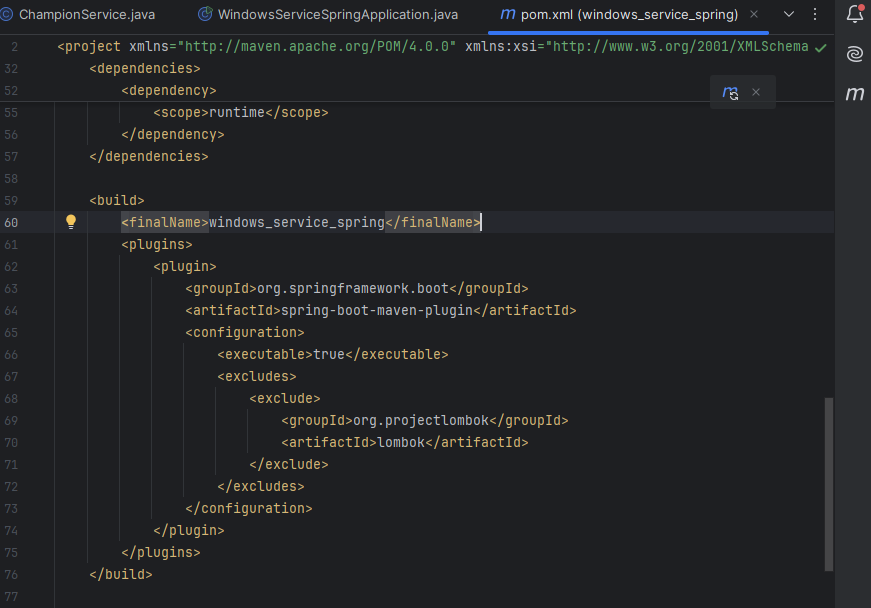 ChampionService.java WindowsServiceSpringApplication.java m pom.xml (windows_service_spring)
2 <project xmlns="http://maven.apache.org/POM/4.0.0" xmlns:xsi="http://www.w3.org/2001/XMLSchema
32 <dependencies>
52 <dependency>
55 <scope>runtime</scope>
56 </dependency>
57 </dependencies>
58
59 <build>
60 <finalName>windows_service_spring</finalName>
61 <plugins>
62 <plugin>
63 <groupId>org.springframework.boot</groupId>
64 <artifactId>spring-boot-maven-plugin</artifactId>
65 <configuration>
66 <executable>true</executable>
67 <excludes>
68 <exclude>
69 <groupId>org.projectlombok</groupId>
70 <artifactId>lombok</artifactId>
71 </exclude>
72 </excludes>
73 </configuration>
74 </plugin>
75 </plugins>
76 </build>
77